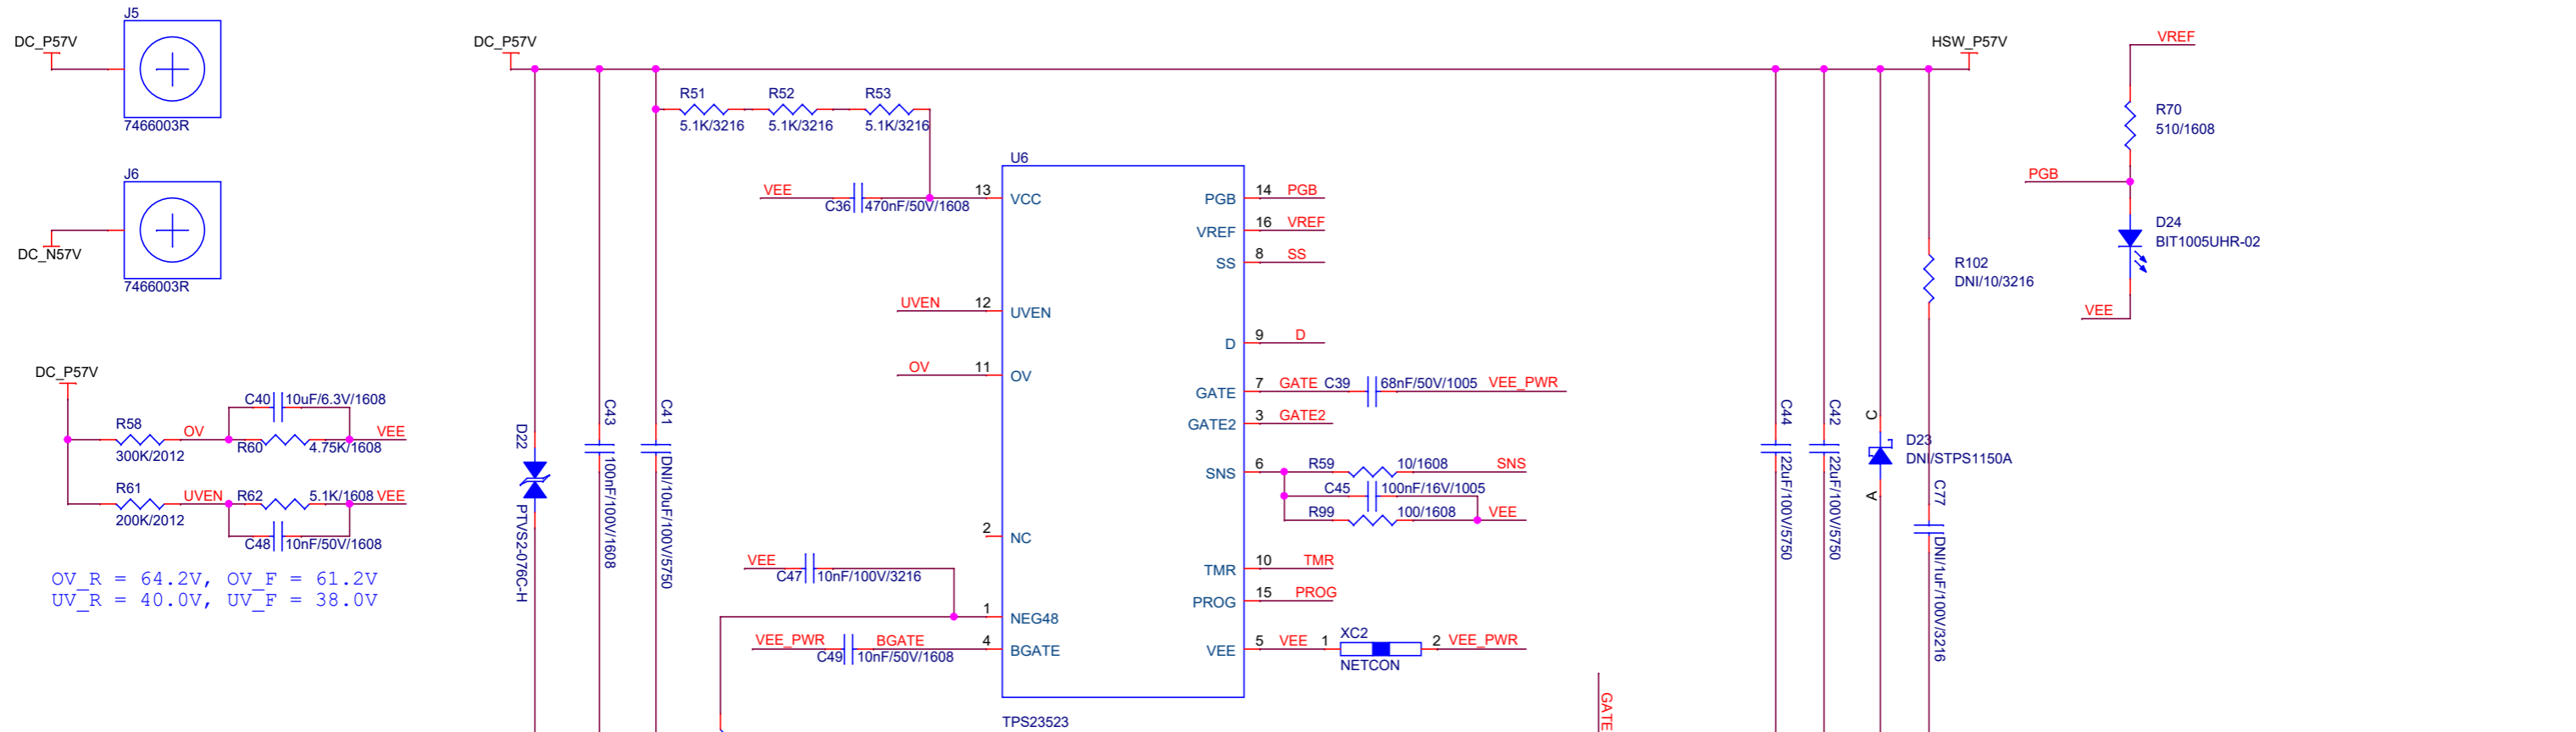 J5
DC_P57V
7466003R
J6
DC_N57V
7466003R
DC_P57V
R58
300K/2012
OV
C40
10uF/6.3V/1608
R60
4.75K/1608
VEE
R61
200K/2012
UVEN
R62
5.1K/1608
VEE
C48
10nF/50V/1608
OV_R = 64.2V, OV_F = 61.2V
UV_R = 40.0V, UV_F = 38.0V
DC_P57V
D22
PTVS2-076C-H
C43
100nF/100V/1608
C41
DNI/10uF/100V/5750
R51
5.1K/3216
R52
5.1K/3216
R53
5.1K/3216
VEE
C36
470nF/50V/1608
UVEN
OV
VEE
C47
10nF/100V/3216
VEE_PWR
C49
BGATE
10nF/50V/1608
U6
13
VCC
12
UVEN
11
OV
2
NC
1
NEG48
4
BGATE
PGB
14
PGB
VREF
16
VREF
SS
8
SS
D
9
D
GATE
7
GATE
C39
68nF/50V/1005
VEE_PWR
GATE2
3
GATE2
SNS
6
R59
10/1608
SNS
C45
100nF/16V/1005
R99
100/1608
VEE
TMR
10
TMR
PROG
15
PROG
VEE
5
VEE
1
XC2
NETCON
2
VEE_PWR
TPS23523
GATE
HSW_P57V
C44
22uF/100V/5750
C42
22uF/100V/5750
C
D23
DNI/STPS1150A
A
R102
DNI/10/3216
C77
DNI/1uF/100V/3216
VREF
R70
510/1608
PGB
D24
BIT1005UHR-02
VEE